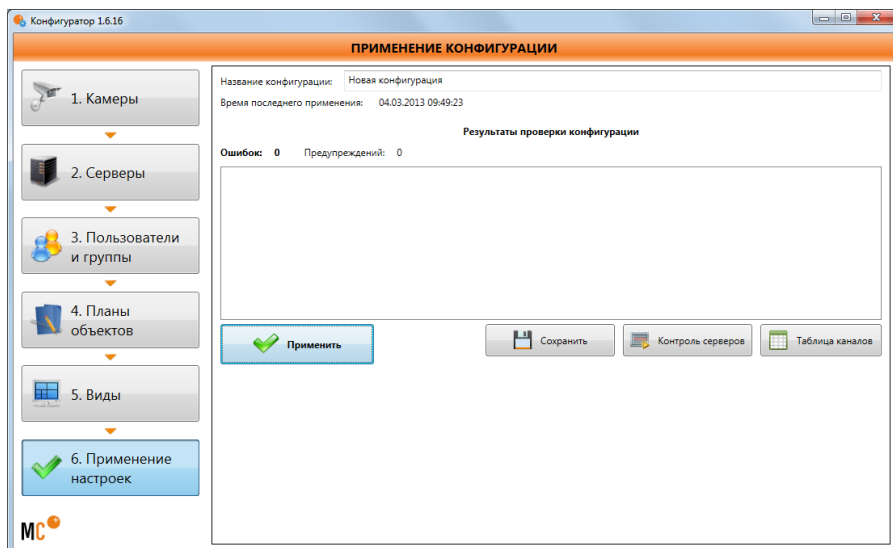 Конфигуратор 1.6.16
ПРИМЕНЕНИЕ КОНФИГУРАЦИИ
1. Камеры
2. Серверы
3. Пользователи
и группы
4. Планы
объектов
5. Виды
6. Применение
настроек
МС
Название конфигурации: Новая конфигурация
Время последнего применения: 04.03.2013 09:49:23
Результаты проверки конфигурации
Ошибок: 0 Предупреждений: 0
Применить
Сохранить
Контроль серверов
Таблица каналов